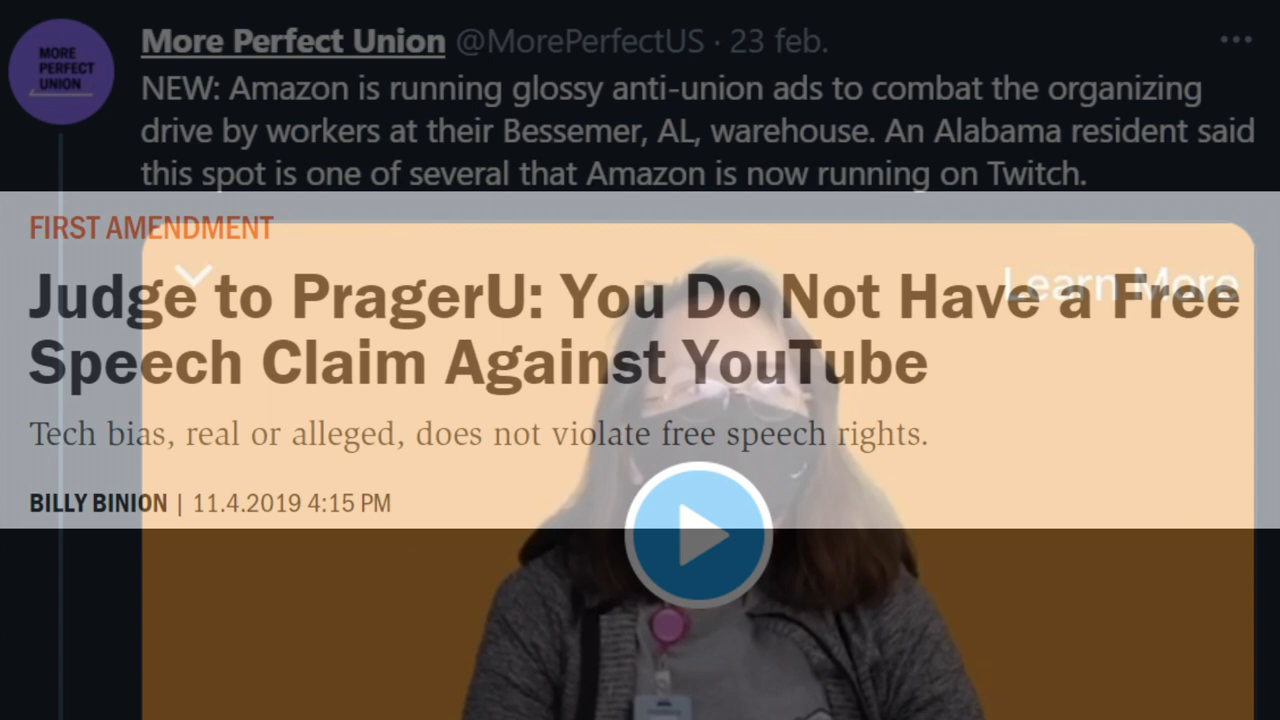 MORE
PERFECT
UNION
More Perfect Union @MorePerfectUS · 23 feb.
NEW: Amazon is running glossy anti-union ads to combat the organizing
drive by workers at their Bessemer, AL, warehouse. An Alabama resident said
this spot is one of several that Amazon is now running on Twitch.
FIRST AMENDMENT
Learn More
Judge to PragerU: You Do Not Have a Free
Speech Claim Against YouTube
Tech bias, real or alleged, does not violate free speech rights.
BILLY BINION | 11.4.2019 4:15 PM